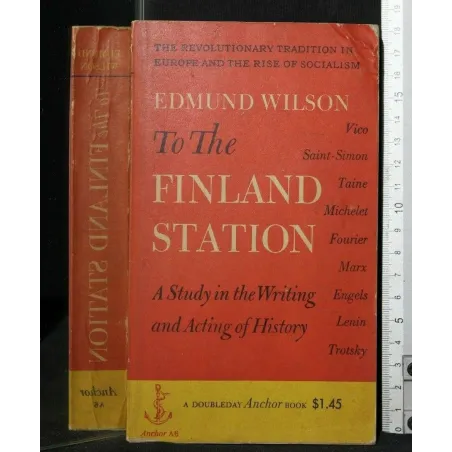 THE REVOLUTIONARY TRADITION IN
EUROPE AND THE RISE OF SOCIALISM
EDMUND WILSON
To The
FINLAND
STATION
Vico
Saint-Simon
Taine
Michelet
Fourier
Marx
Engels
Lenin
Trotsky
A Study in the Writing
and Acting of History
A DOUBLEDAY Anchor BOOK $1.45
Anchor A6
To The FINLAND STATION
Anchor
A6